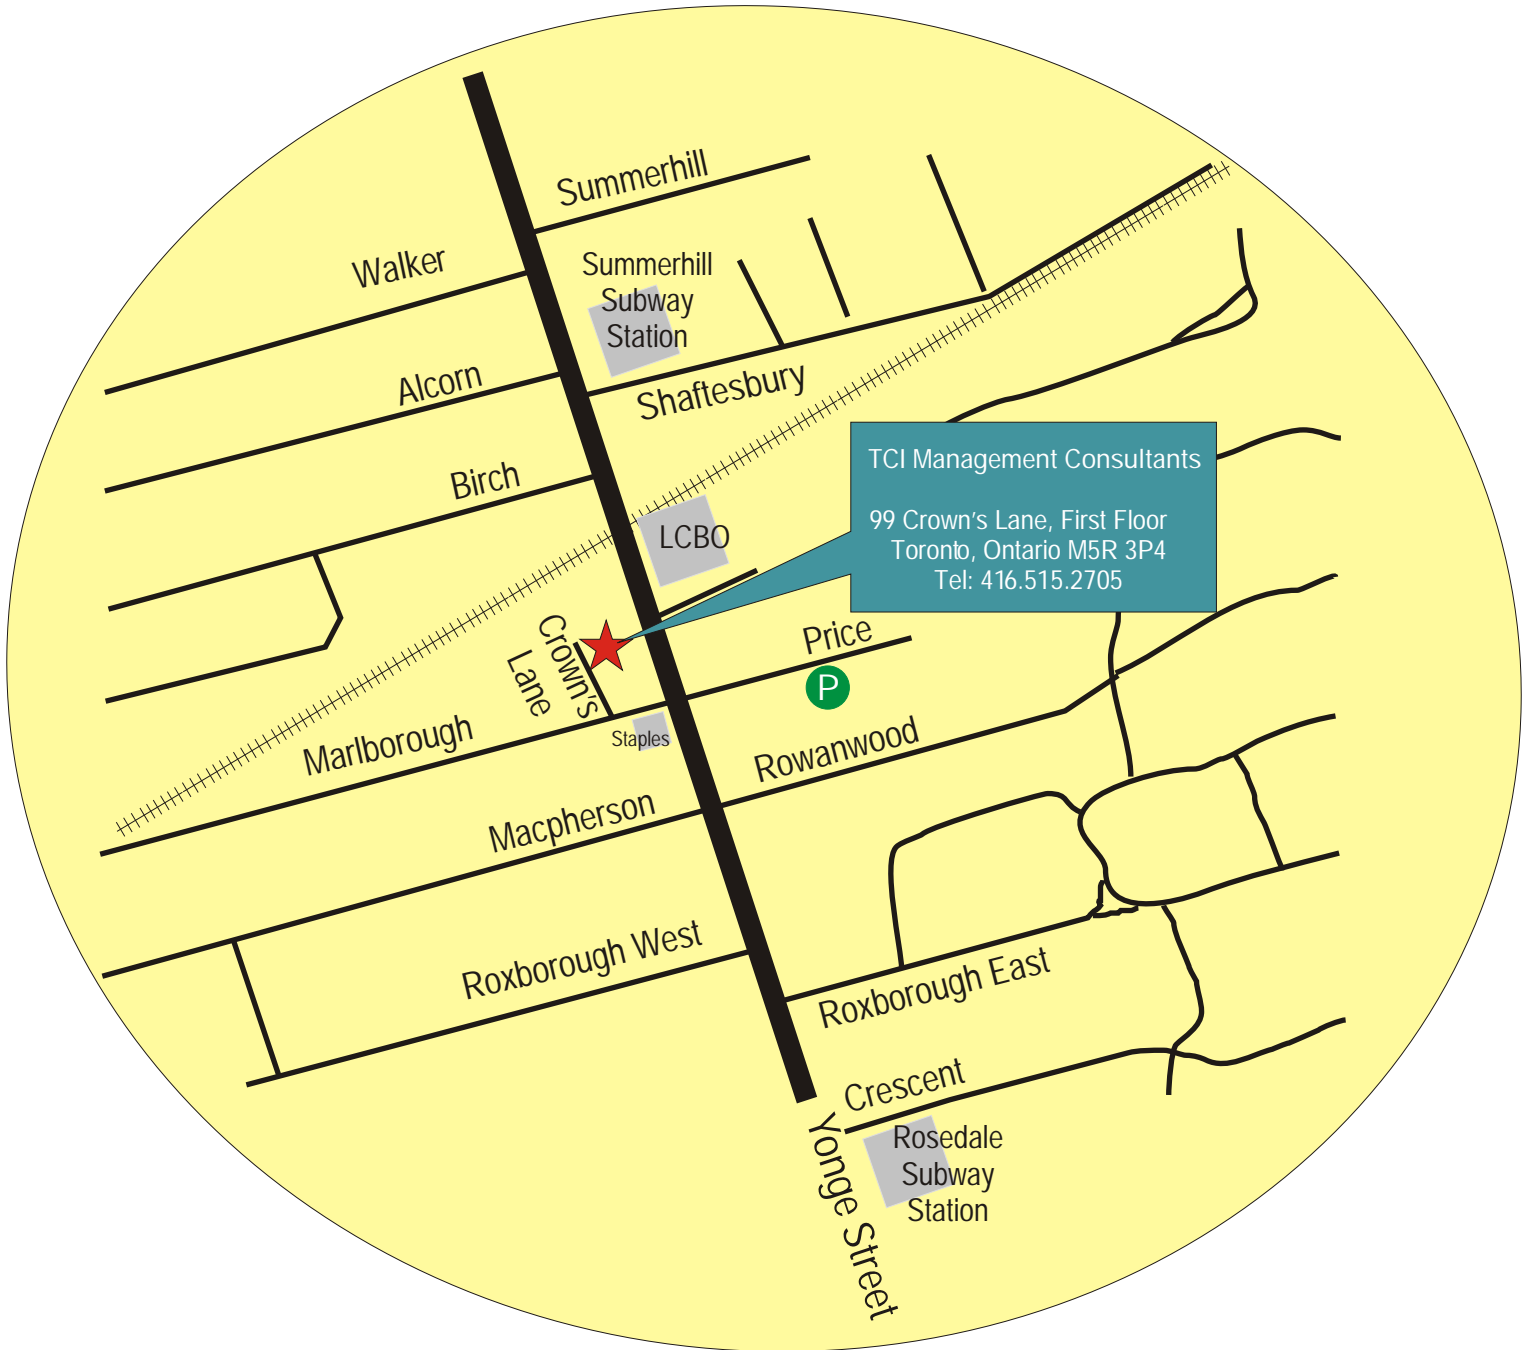 Summerhill
Walker
Summerhill
Subway
Station
Alcorn
Shaftesbury
Birch
TCI Management Consultants
99 Crown's Lane, First Floor
Toronto, Ontario M5R 3P4
Tel: 416.515.2705
LCBO
Crown's
Lane
Price
P
Marlborough
Staples
Rowanwood
Macpherson
Roxborough West
Roxborough East
Crescent
Yonge Street
Rosedale
Subway
Station